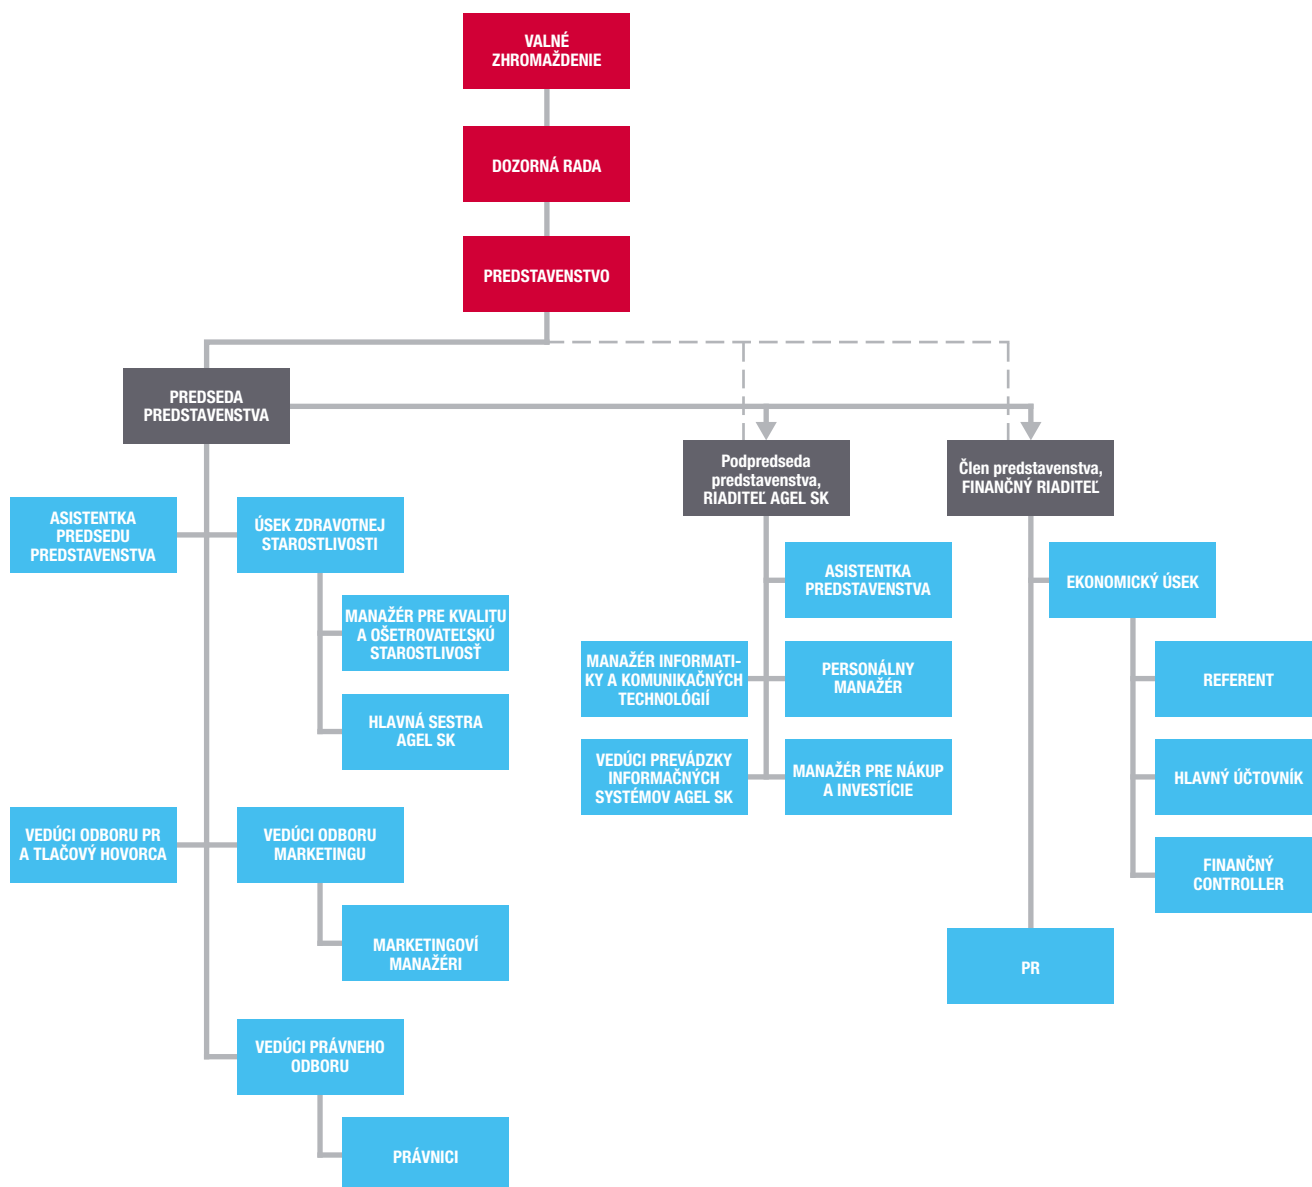 VALNÉ
ZHROMAŽDENIE
DOZORNÁ RADA
PREDSTAVENSTVO
PREDSEDA
PREDSTAVENSTVA
Podpredseda
predstavenstva,
RIADITEĽ AGEL SK
Člen predstavenstva,
FINANČNÝ RIADITEĽ
ASISTENTKA
PREDSEDU
PREDSTAVENSTVA
ÚSEK ZDRAVOTNEJ
STAROSTLIVOSTI
MANAŽÉR PRE KVALITU
A OŠETROVATEĽSKÚ
STAROSTLIVOSŤ
HLAVNÁ SESTRA
AGEL SK
VEDÚCI ODBORU PR
A TLAČOVÝ HOVORCA
VEDÚCI ODBORU
MARKETINGU
MARKETINGOVÍ
MANAŽÉRI
VEDÚCI PRÁVNEHO
ODBORU
PRÁVNICI
ASISTENTKA
PREDSTAVENSTVA
MANAŽÉR INFORMATI-
KY A KOMUNIKAČNÝCH
TECHNOLÓGIÍ
PERSONÁLNY
MANAŽÉR
VEDÚCI PREVÁDZKY
INFORMAČNÝCH
SYSTÉMOV AGEL SK
MANAŽÉR PRE NÁKUP
A INVESTÍCIE
EKONOMICKÝ ÚSEK
REFERENT
HLAVNÝ ÚČTOVNÍK
FINANČNÝ
CONTROLLER
PR